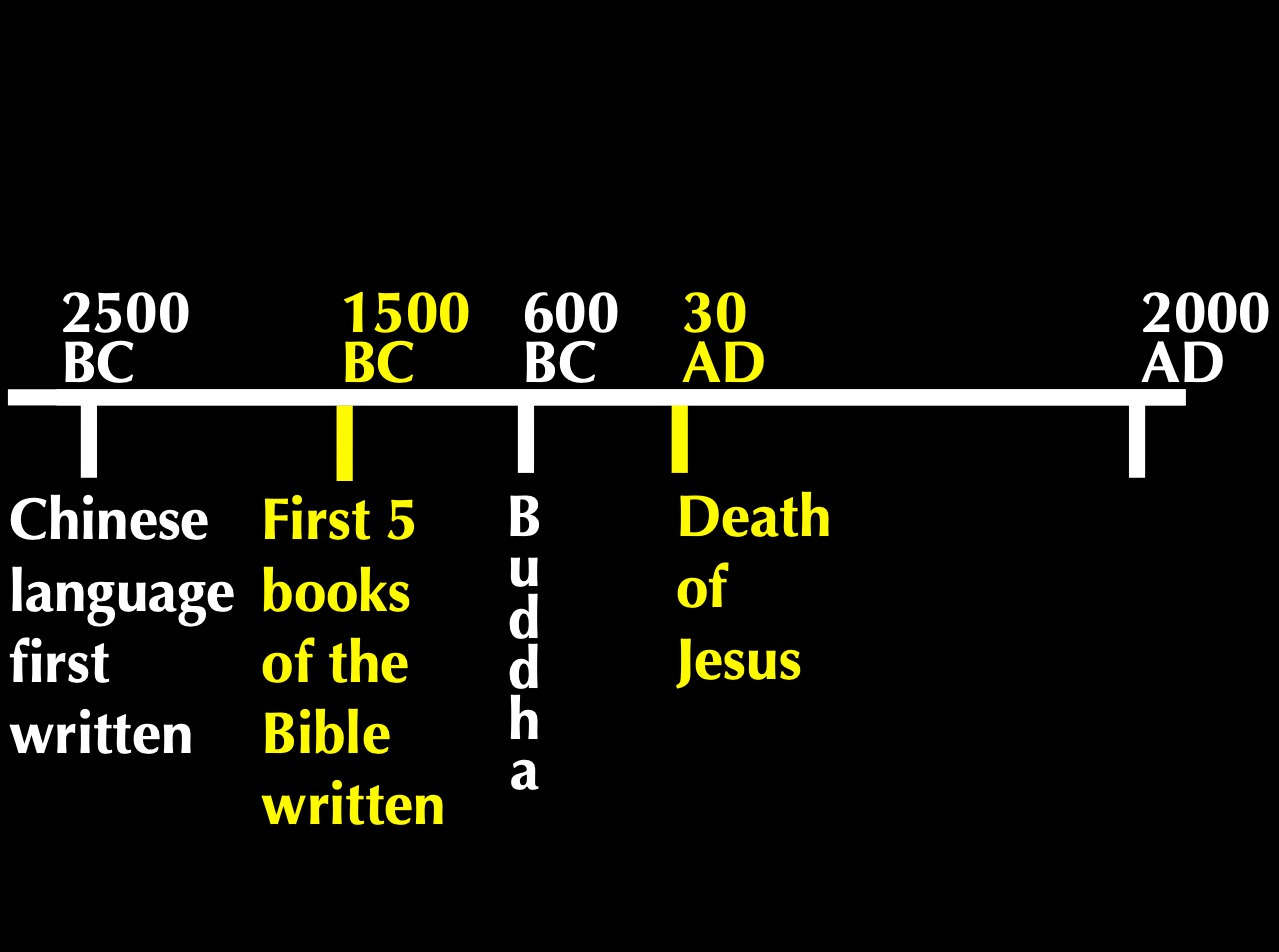 2500
BC
1500
BC
600
BC
30
AD
2000
AD
Chinese
language
first
written
First 5
books
of the
Bible
written
B
u
d
d
h
a
Death
of
Jesus